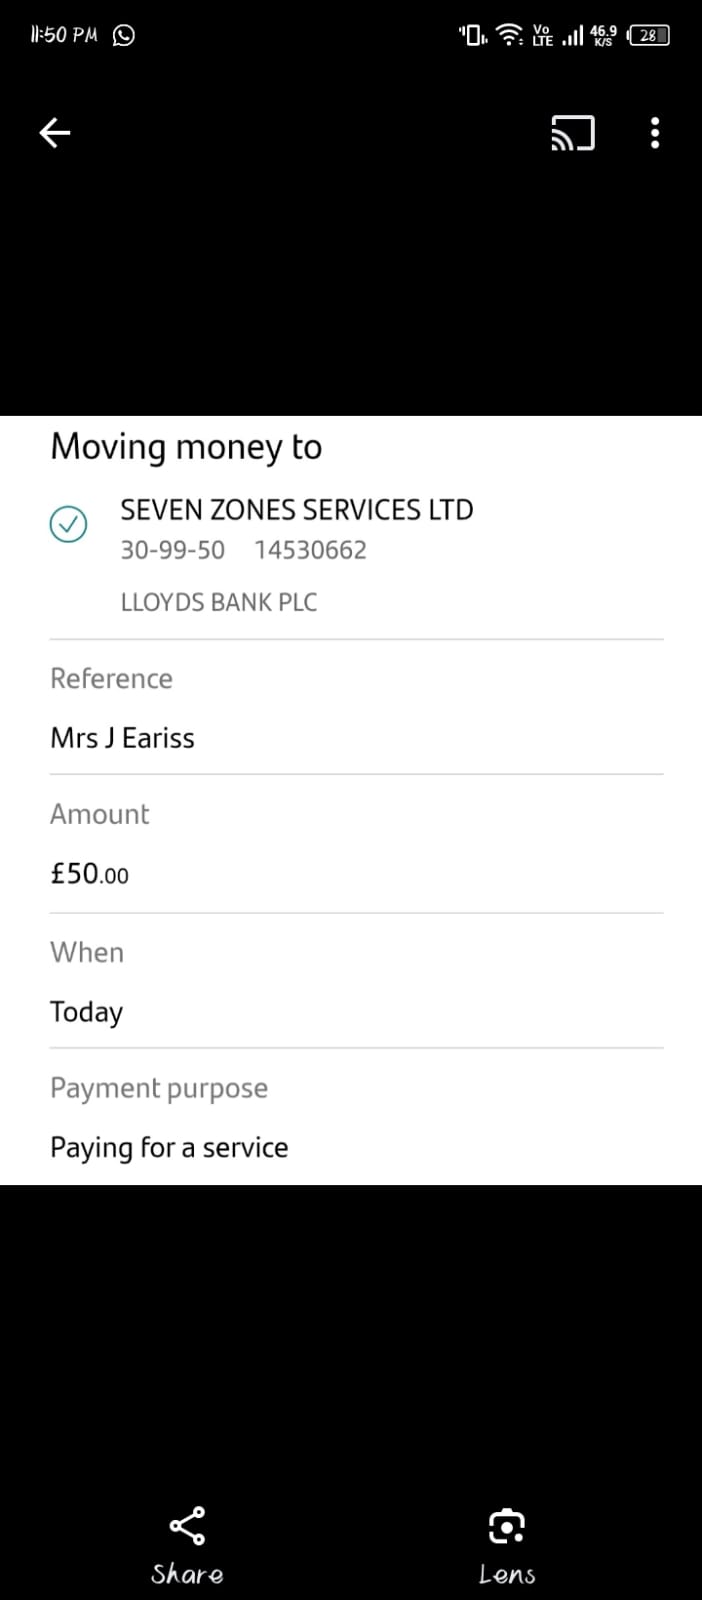 11:50 PM
Vo LTE 46.9 K/S 28
Moving money to
SEVEN ZONES SERVICES LTD
30-99-50 14530662
LLOYDS BANK PLC
Reference
Mrs J Eariss
Amount
£50.00
When
Today
Payment purpose
Paying for a service
Share Lens